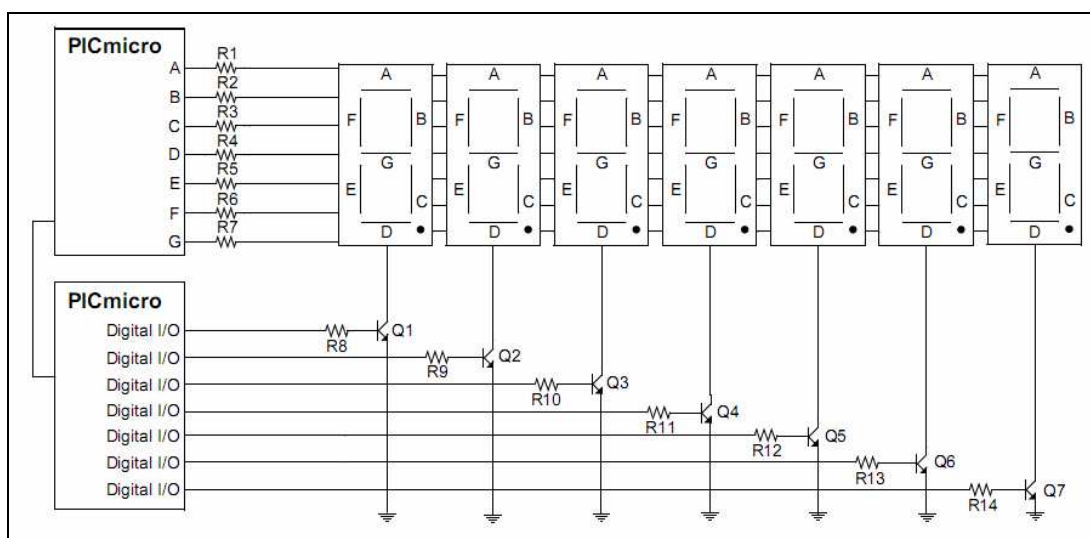 PICmicro
R1
A
R2
B
R3
C
R4
D
R5
E
R6
F
R7
G
A A A A A A A
F B F B F B F B F B F B F B
G G G G G G G
E C E C E C E C E C E C E C
D D D D D D D
PICmicro
Digital I/O R8 Q1
Digital I/O R9 Q2
Digital I/O R10 Q3
Digital I/O R11 Q4
Digital I/O R12 Q5
Digital I/O R13 Q6
Digital I/O R14 Q7